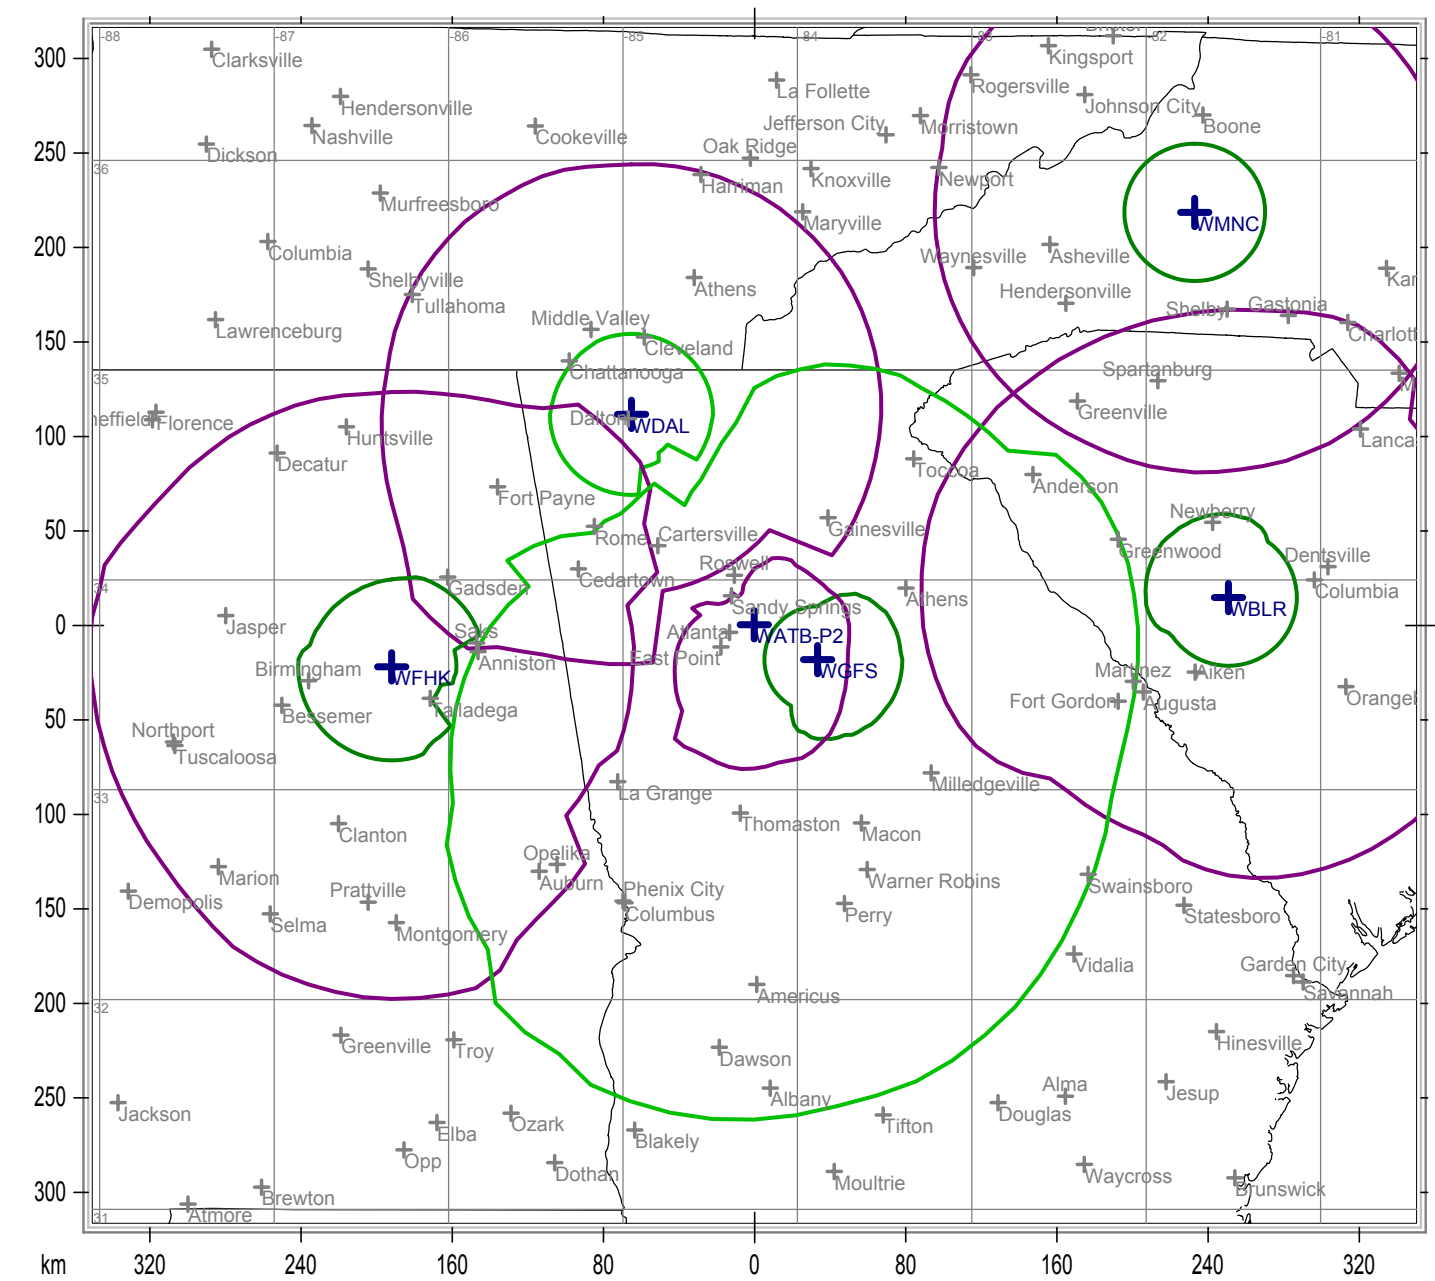 -88 -87 -86 -85 -84 -83 -82 -81
300
Clarksville
Kingsport
La Follette
Rogersville
Hendersonville
Johnson City
Nashville
Cookeville
Jefferson City
Morristown
Boone
250
Dickson
Oak Ridge
36
Harriman
Knoxville
Newport
Murfreesboro
Maryville
WMNC
200
Columbia
Waynesville
Asheville
Shelbyville
Athens
Hendersonville
Kar
Tullahoma
Shelby
Gastonia
150
Lawrenceburg
Middle Valley
Cleveland
Charlott
35
Chattanooga
Spartanburg
Greenville
100
Florence
Huntsville
Dalton
WDAL
Lanca
Decatur
Toccoa
Anderson
Fort Payne
50
Rome
Cartersville
Gainesville
Newberry
Greenwood
Dentsville
34
Gadsden
Cedartown
Roswell
Columbia
Athens
Sandy Springs
WBLR
0
Jasper
Saks
Atlanta
WATB-P2
Anniston
East Point
Birmingham
WFHK
WGFS
Martinez
Aiken
50
Bessemer
Talladega
Fort Gordon
Augusta
Orangel
Northport
Tuscaloosa
33
La Grange
Milledgeville
100
Clanton
Thomaston
Macon
Opelika
Marion
Auburn
Warner Robins
Swainsboro
150
Demopolis
Prattville
Phenix City
Selma
Columbus
Perry
Statesboro
Montgomery
Vidalia
Garden City
200
32
Americus
Savannah
Greenville
Troy
Dawson
Hinesville
250
Jackson
Albany
Alma
Jesup
Elba
Ozark
Blakely
Tifton
Douglas
Opp
Dothan
Moultrie
Waycross
300
Brewton
Brunswick
31
Atmore
km 320 240 160 80 0 80 160 240 320